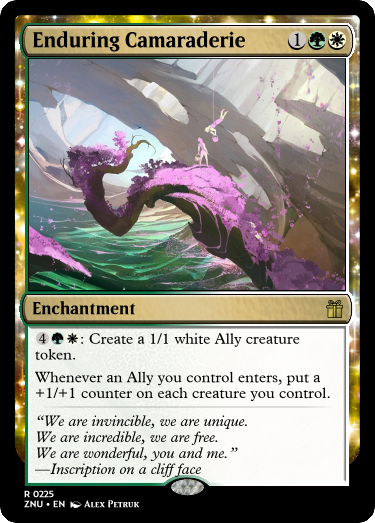 Enduring Camaraderie 1
Enchantment
4: Create a 1/1 white Ally creature
token.
Whenever an Ally you control enters, put a
+1/+1 counter on each creature you control.
“We are invincible, we are unique.
We are incredible, we are free.
We are wonderful, you and me.”
—Inscription on a cliff face
R 0225
ZNU • EN Alex Petruk